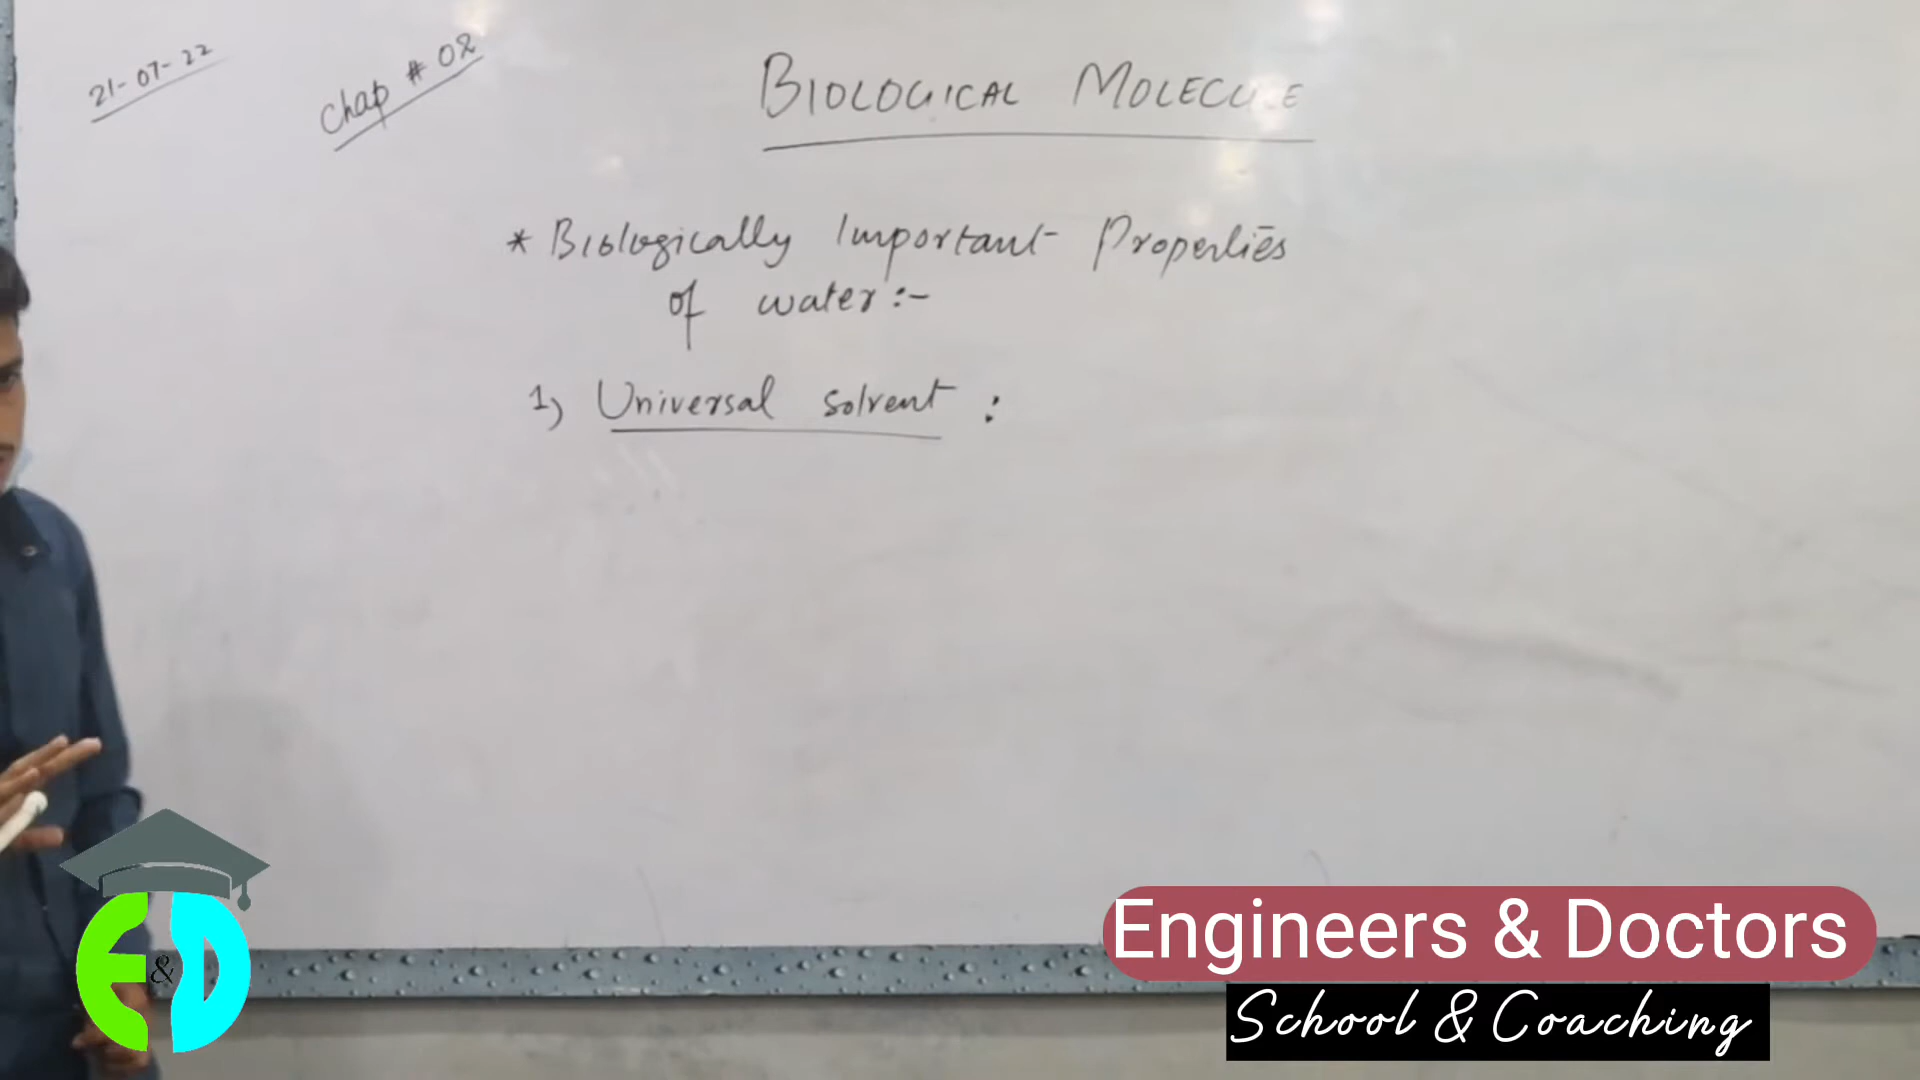 21-07-22
Chap # 02
BIOLOGICAL MOLECULE
* Biologically Important Properties
of water:-
1) Universal solvent :
E&D
Engineers & Doctors
School & Coaching